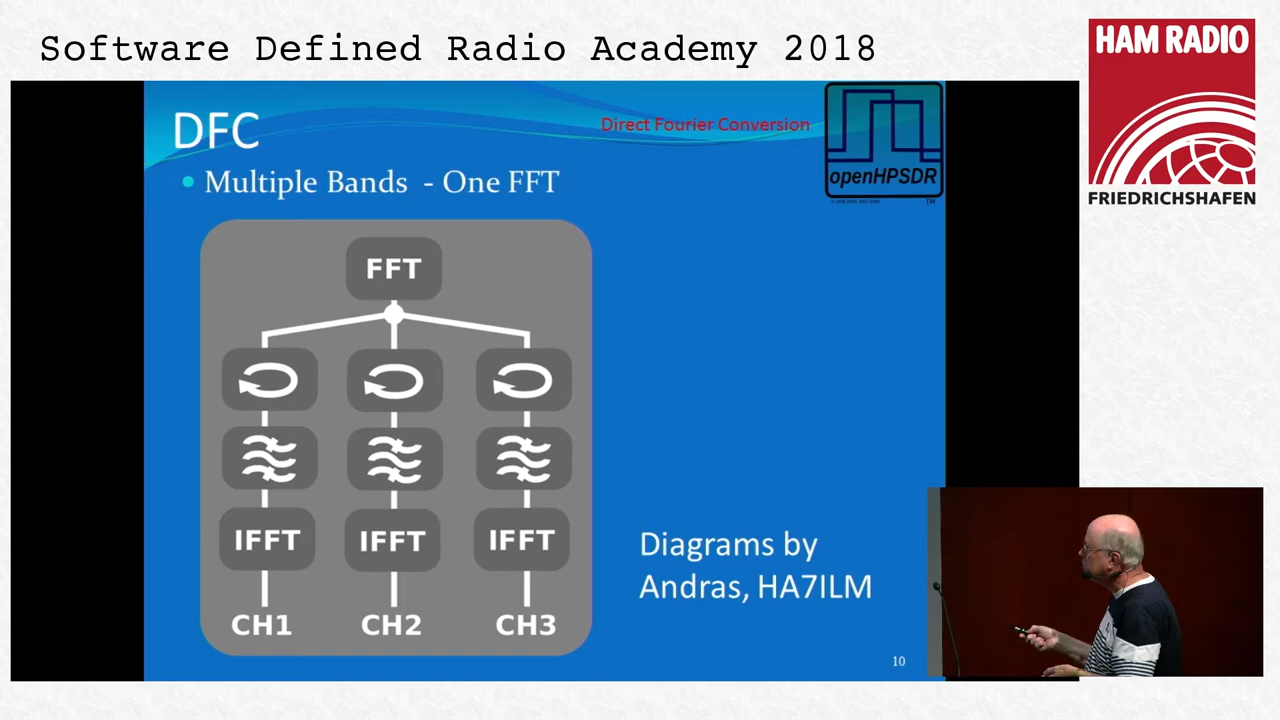 Software Defined Radio Academy 2018
HAM RADIO
FRIEDRICHSHAFEN
DFC
Direct Fourier Conversion
openHPSDR
TM
• Multiple Bands - One FFT
FFT
IFFT IFFT IFFT
CH1 CH2 CH3
Diagrams by
Andras, HA7ILM
10